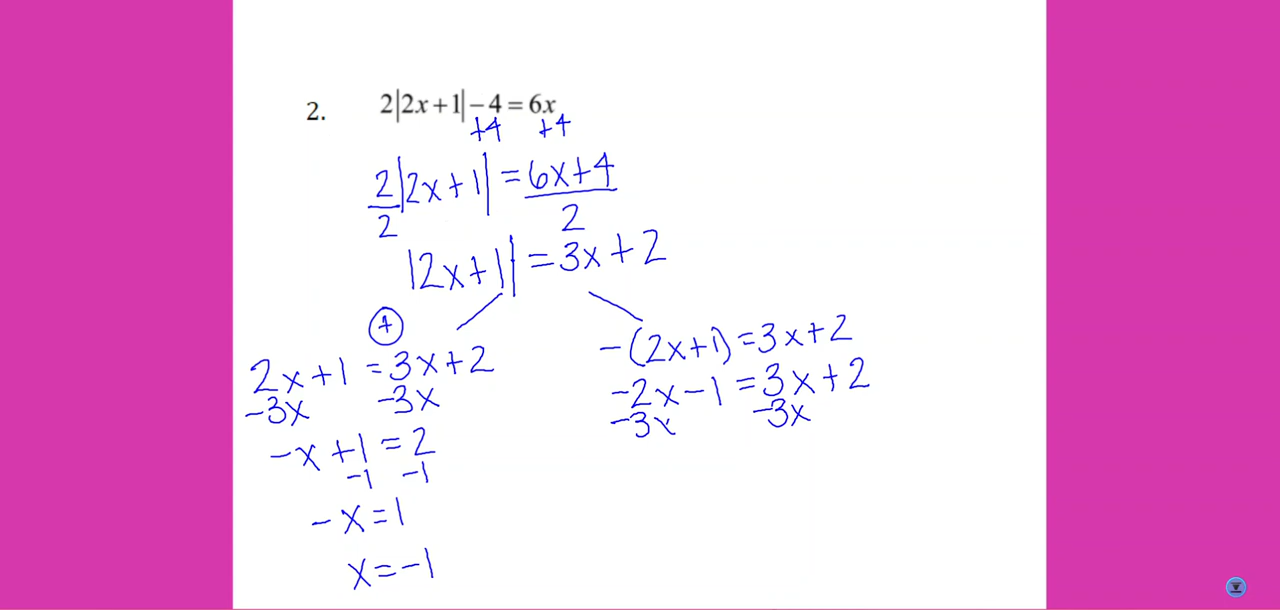 2. 2|2x+1|−4=6x
+4 +4
2|2x+1| = 6x+4
2 2
|2x+1| = 3x+2
+
2x+1 = 3x+2
-3x -3x
-x+1 = 2
-1 -1
-x = 1
x = -1
-(2x+1) = 3x+2
-2x-1 = 3x+2
-3x -3x